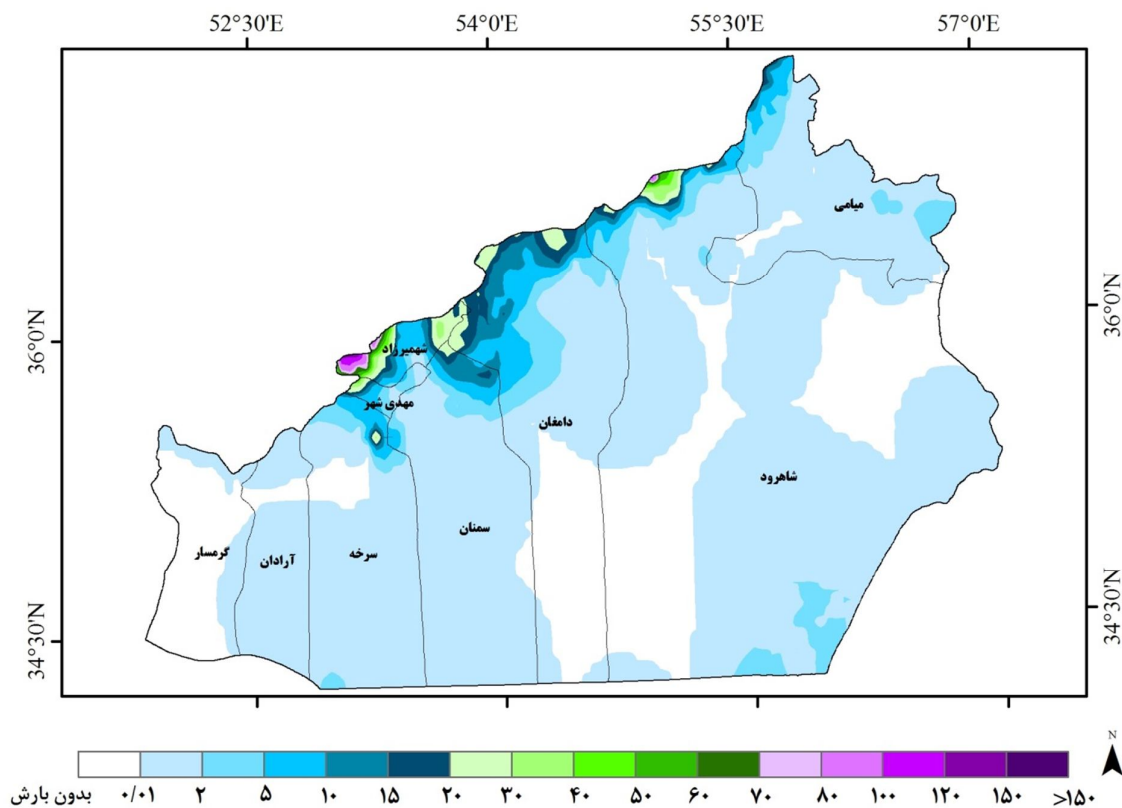 52°30'E 54°0'E 55°30'E 57°0'E
میامی
36°0'N
36°0'N
شهمیرزاد
مهدی شهر
دامغان
شاهرود
سمنان
گرمسار
آرادان
سرخه
34°30'N
34°30'N
N
بدون بارش ۰/۰۱ ۲ ۵ ۱۰ ۱۵ ۲۰ ۳۰ ۴۰ ۵۰ ۶۰ ۷۰ ۸۰ ۱۰۰ ۱۲۰ ۱۵۰ >۱۵۰